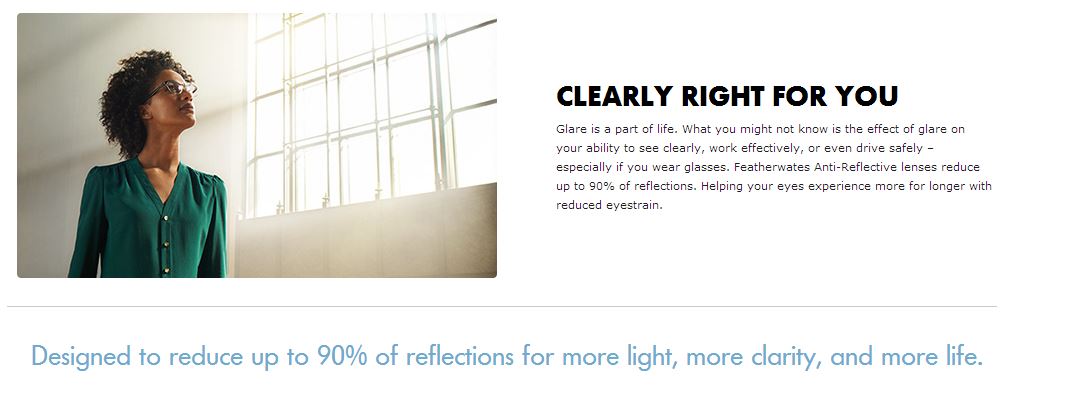 CLEARLY RIGHT FOR YOU
Glare is a part of life. What you might not know is the effect of glare on
your ability to see clearly, work effectively, or even drive safely –
especially if you wear glasses. Featherwates Anti-Reflective lenses reduce
up to 90% of reflections. Helping your eyes experience more for longer with
reduced eyestrain.
Designed to reduce up to 90% of reflections for more light, more clarity, and more life.